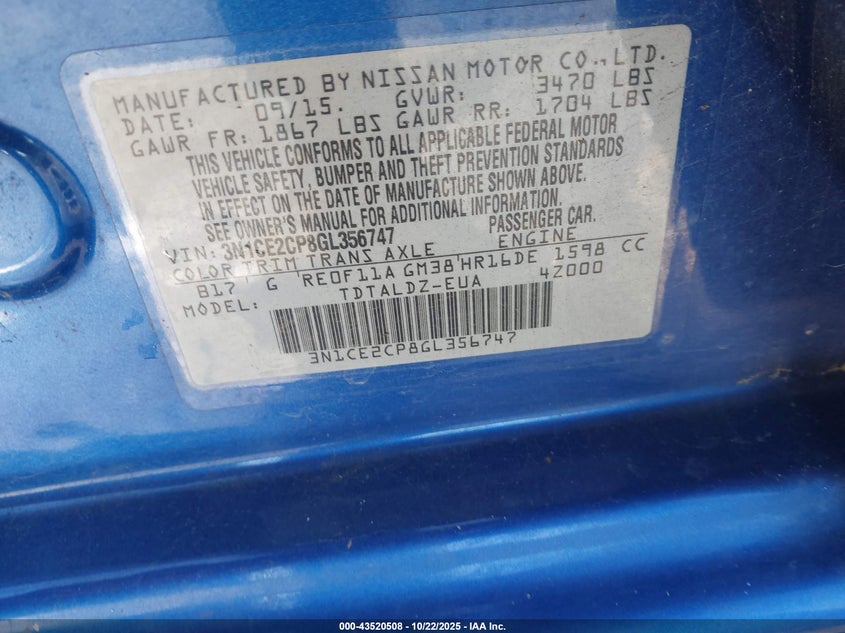 MANUFACTURED BY NISSAN MOTOR CO., LTD.
DATE: 09/15. GVWR: 3470 LBS
GAWR FR: 1867 LBS GAWR RR: 1704 LBS
THIS VEHICLE CONFORMS TO ALL APPLICABLE FEDERAL MOTOR
VEHICLE SAFETY, BUMPER AND THEFT PREVENTION STANDARDS
IN EFFECT ON THE DATE OF MANUFACTURE SHOWN ABOVE.
SEE OWNER'S MANUAL FOR ADDITIONAL INFORMATION.
VIN: 3N1CE2CP8GL356747 PASSENGER CAR.
COLOR TRIM TRANS AXLE ENGINE
B17 G RE0F11A GM38 HR16DE 1598 CC
MODEL: TDTALDZ-EUA 4Z000
3N1CE2CP8GL356747
000-43520508 - 10/22/2025 - IAA Inc.